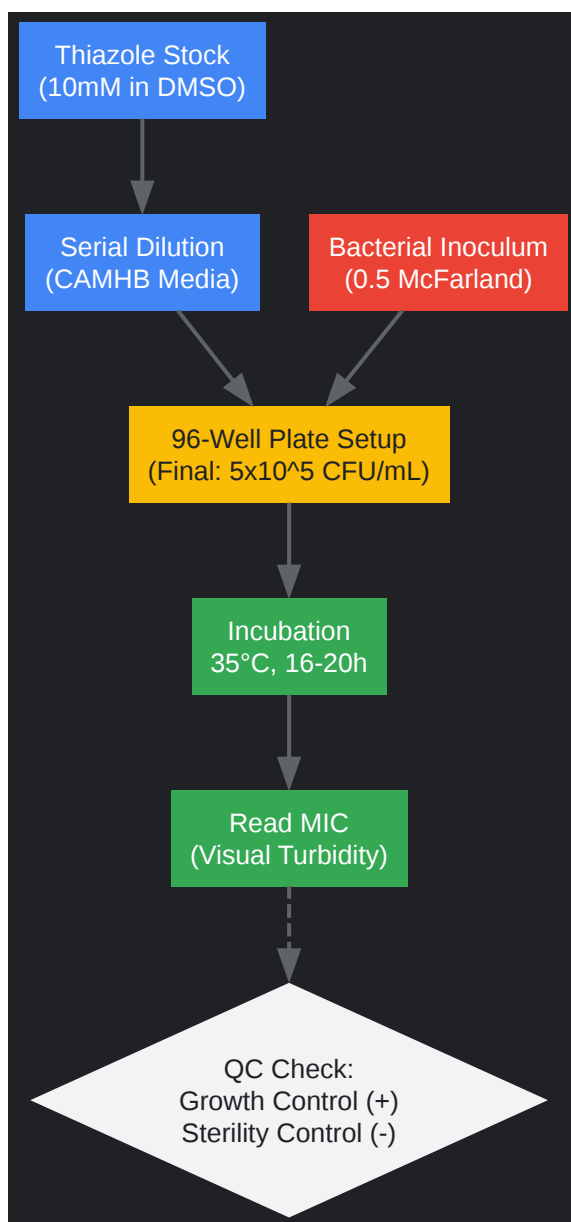 Thiazole Stock
(10mM in DMSO)
Serial Dilution
(CAMHB Media)
Bacterial Inoculum
(0.5 McFarland)
96-Well Plate Setup
(Final: 5x10^5 CFU/mL)
Incubation
35°C, 16-20h
Read MIC
(Visual Turbidity)
QC Check:
Growth Control (+)
Sterility Control (-)